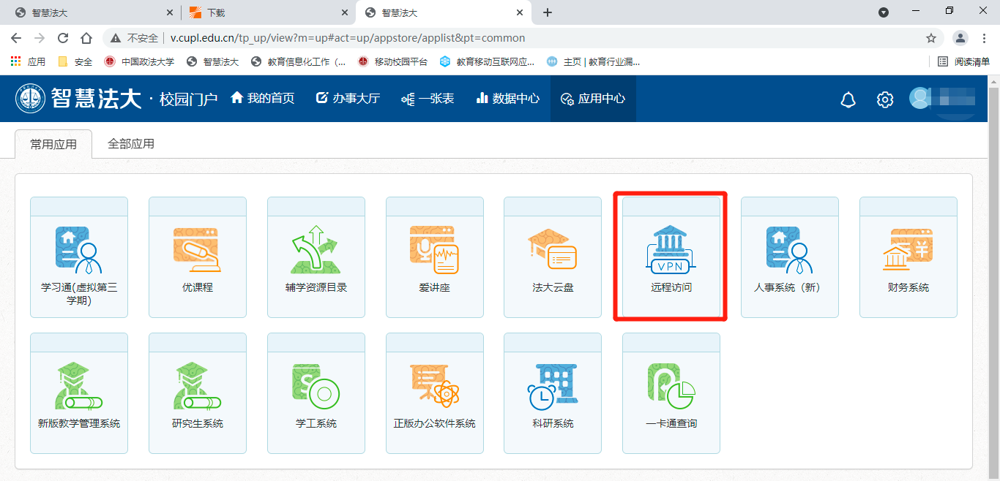 智慧法大
下载
智慧法大
不安全 v.cupl.edu.cn/tp_up/view?m=up#act=up/appstore/applist&pt=common
应用 安全 中国政法大学 智慧法大 教育信息化工作（... 移动校园平台 教育移动互联网应... 主页 | 教育行业漏... 阅读清单
智慧法大 · 校园门户 我的首页 办事大厅 一张表 数据中心 应用中心
常用应用 全部应用
学习通(虚拟第三
学期)
优课程
辅学资源目录
爱讲座
法大云盘
VPN
远程访问
人事系统（新）
财务系统
新版教学管理系统
研究生系统
学工系统
正版办公软件系统
科研系统
一卡通查询